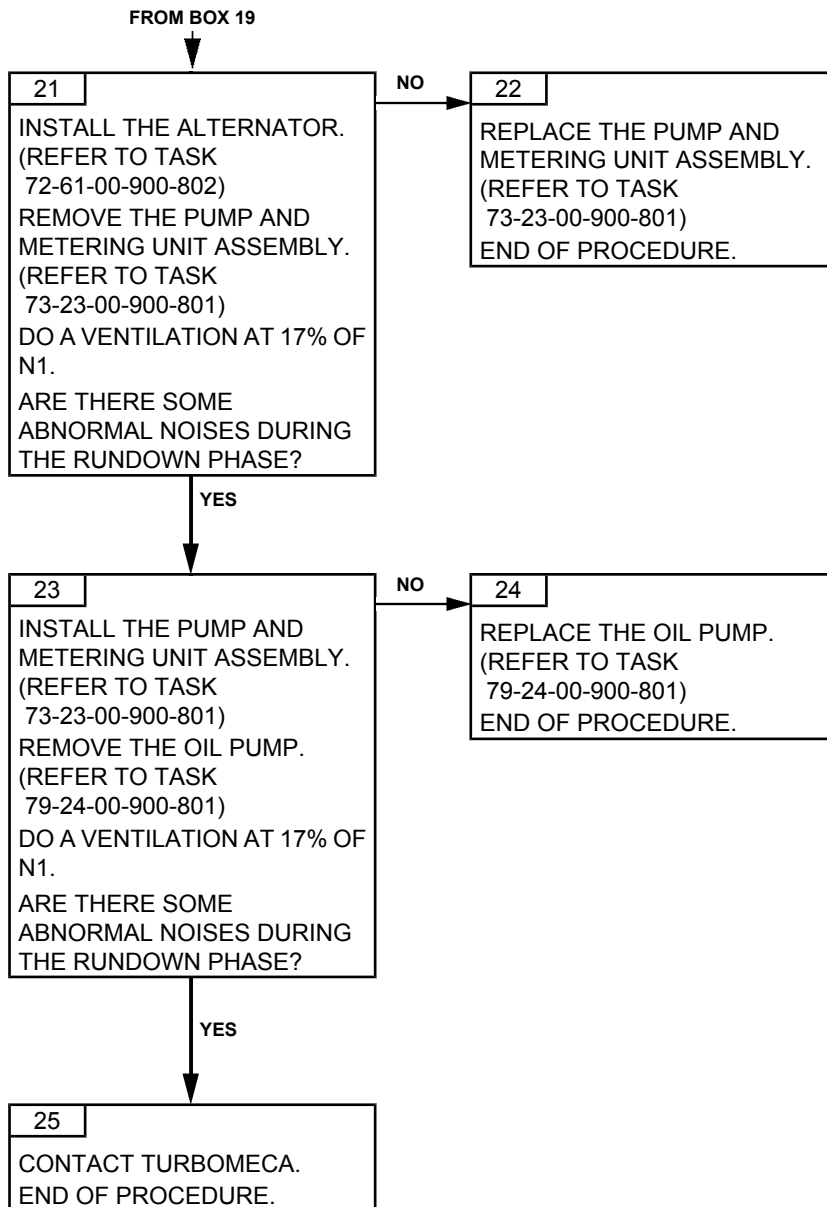 FROM BOX 19
21
INSTALL THE ALTERNATOR.
(REFER TO TASK
72-61-00-900-802)
REMOVE THE PUMP AND
METERING UNIT ASSEMBLY.
(REFER TO TASK
73-23-00-900-801)
DO A VENTILATION AT 17% OF
N1.
ARE THERE SOME
ABNORMAL NOISES DURING
THE RUNDOWN PHASE?
NO
22
REPLACE THE PUMP AND
METERING UNIT ASSEMBLY.
(REFER TO TASK
73-23-00-900-801)
END OF PROCEDURE.
YES
23
INSTALL THE PUMP AND
METERING UNIT ASSEMBLY.
(REFER TO TASK
73-23-00-900-801)
REMOVE THE OIL PUMP.
(REFER TO TASK
79-24-00-900-801)
DO A VENTILATION AT 17% OF
N1.
ARE THERE SOME
ABNORMAL NOISES DURING
THE RUNDOWN PHASE?
NO
24
REPLACE THE OIL PUMP.
(REFER TO TASK
79-24-00-900-801)
END OF PROCEDURE.
YES
25
CONTACT TURBOMECA.
END OF PROCEDURE.